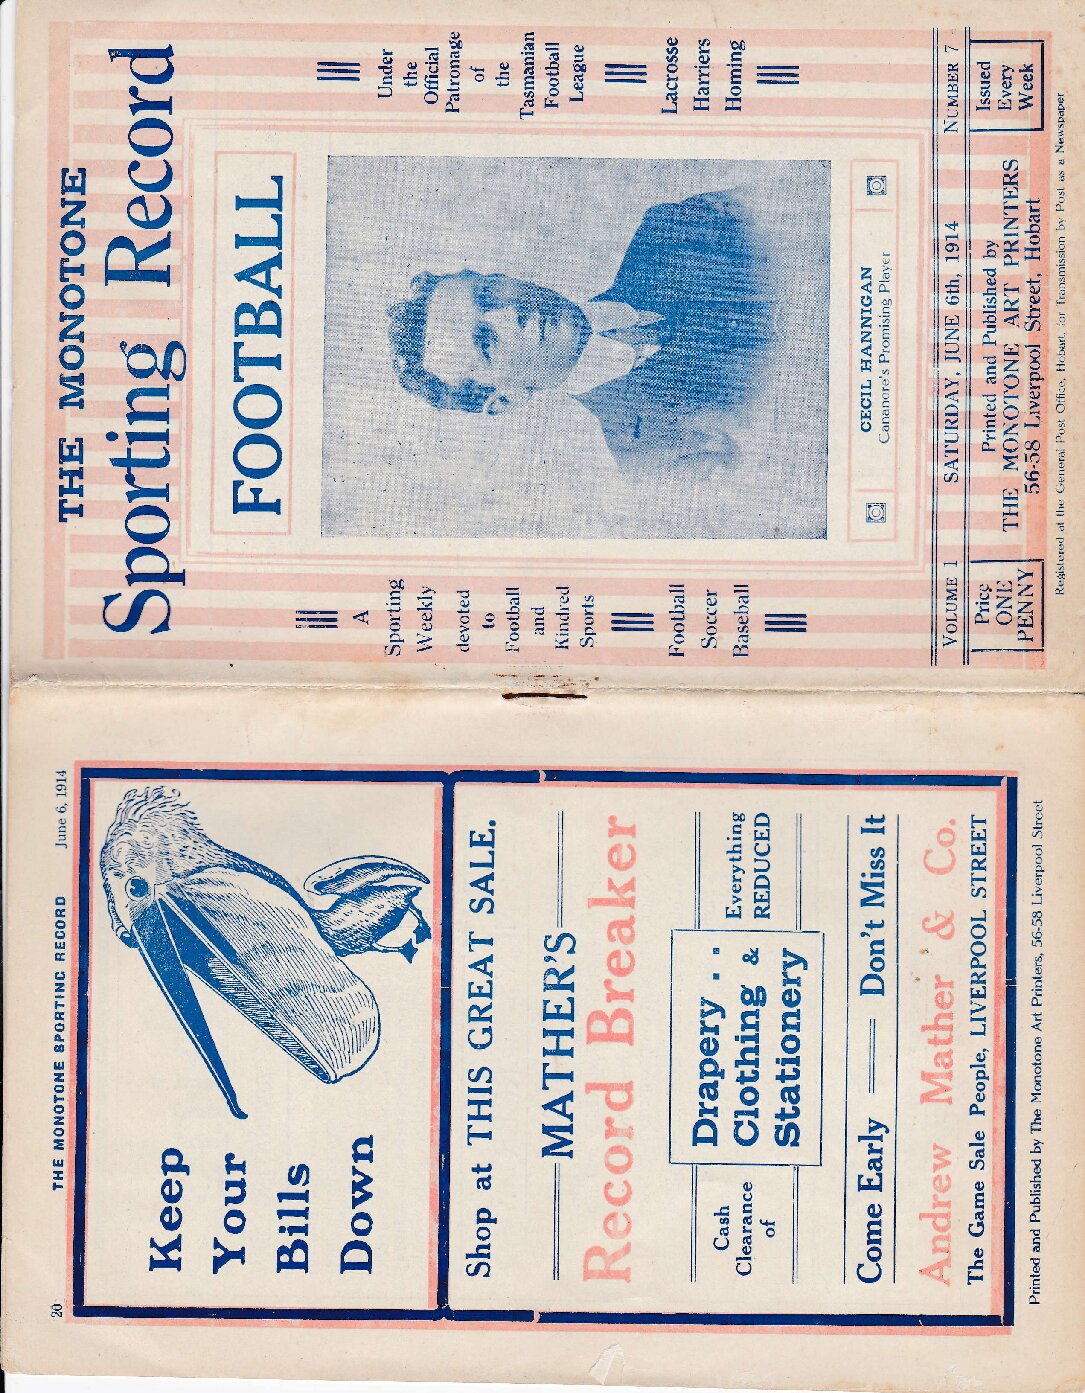 20 THE MONOTONE SPORTING RECORD June 6, 1914
Keep
Your
Bills
Down
Shop at THIS GREAT SALE.
MATHER'S
Record Breaker
Cash
Clearance
of
Drapery . .
Clothing &
Stationery
Everything
REDUCED
Come Early Don't Miss It
Andrew Mather & Co.
The Game Sale People, LIVERPOOL STREET
Printed and Published by The Monotone Art Printers, 56-58 Liverpool Street
THE MONOTONE
Sporting Record
A
Sporting
Weekly
devoted
to
Football
and
Kindred
Sports
Football
Soccer
Baseball
FOOTBALL
CECIL HANNIGAN
Cananore's Promising Player
Under
the
Official
Patronage
of
the
Tasmanian
Football
League
Lacrosse
Harriers
Homing
VOLUME 1 SATURDAY, JUNE 6th, 1914 NUMBER 7
Price
ONE
PENNY
Printed and Published by
THE MONOTONE ART PRINTERS
56-58 Liverpool Street, Hobart
Issued
Every
Week
Registered at the General Post Office, Hobart, for Transmission by Post as a Newspaper